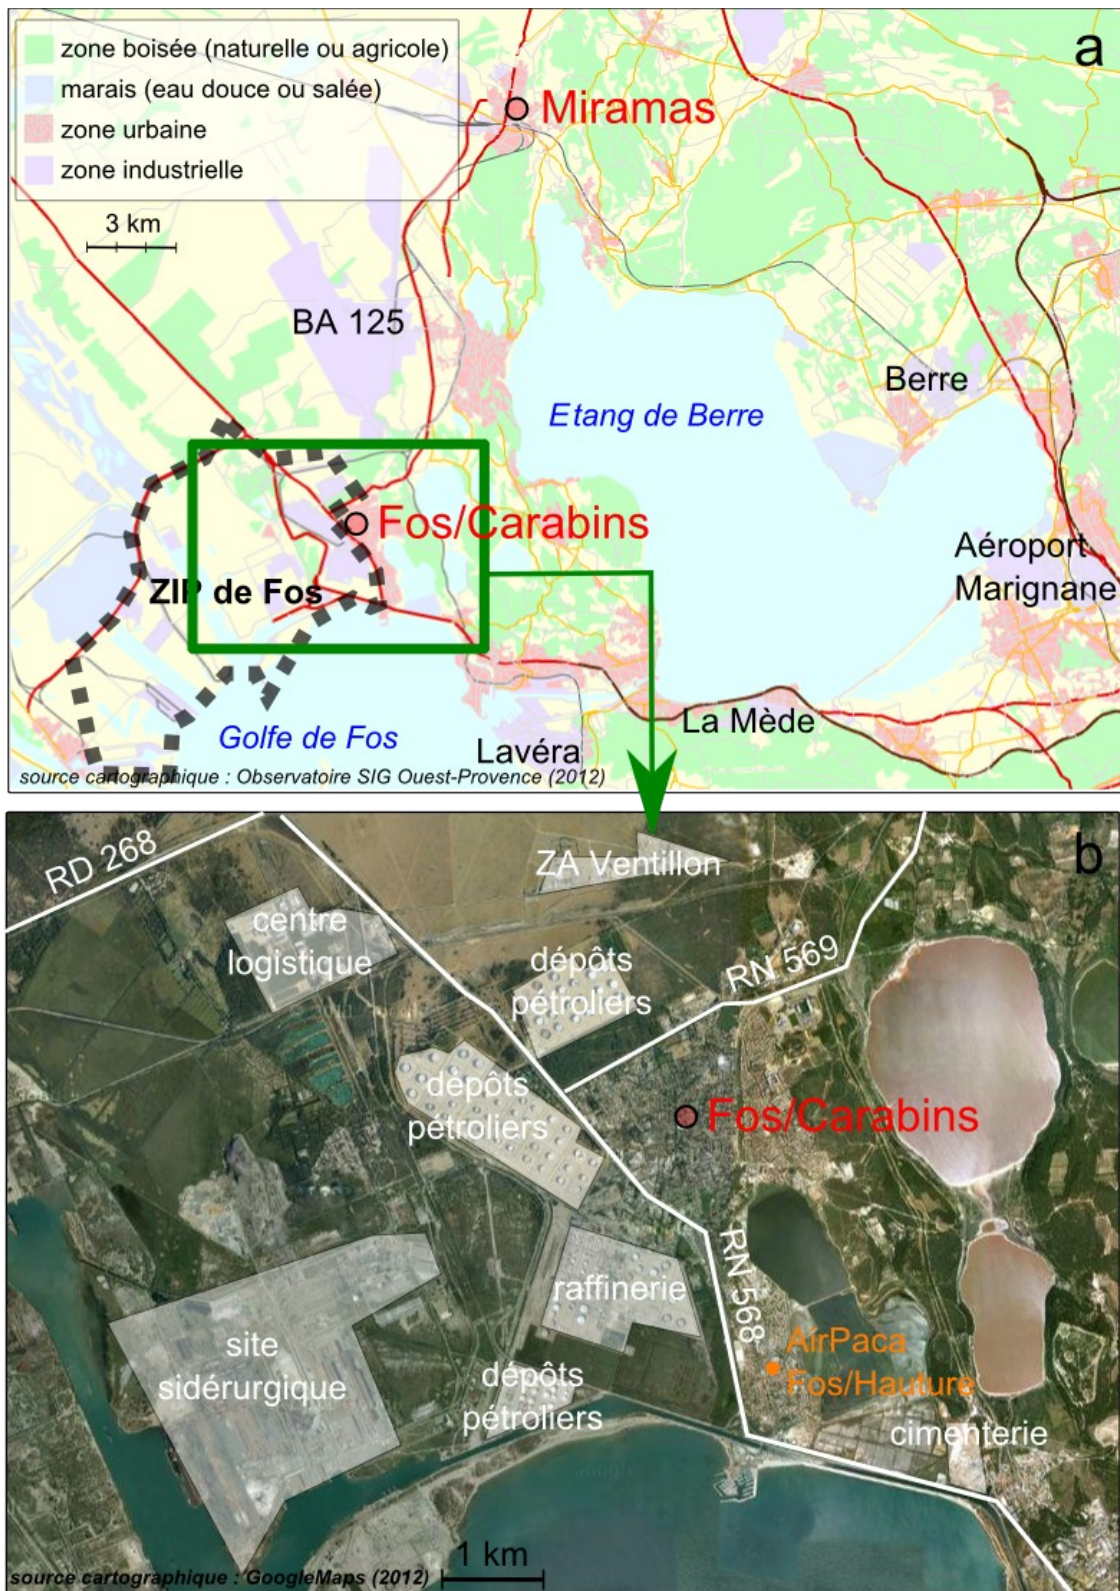 a
zone boisée (naturelle ou agricole)
marais (eau douce ou salée)
zone urbaine
zone industrielle
3 km
Miramas
BA 125
Berre
Etang de Berre
Fos/Carabins
Aéroport
Marignane
ZIP de Fos
La Mède
Golfe de Fos
Lavéra
source cartographique : Observatoire SIG Ouest-Provence (2012)
b
RD 268
ZA Ventillon
centre
logistique
dépôts
pétroliers
RN 569
dépôts
pétroliers
Fos/Carabins
RN 568
raffinerie
site
sidérurgique
AirPaca
Fos/Hauture
dépôts
pétroliers
cimenterie
1 km
source cartographique : GoogleMaps (2012)